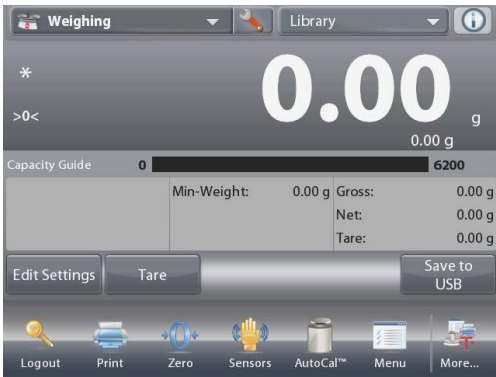 Weighing
Library
*
>0<
0.00 g
0.00 g
Capacity Guide 0 6200
Min-Weight: 0.00 g Gross: 0.00 g
Net: 0.00 g
Tare: 0.00 g
Edit Settings Tare Save to USB
Logout Print Zero Sensors AutoCal™ Menu More...